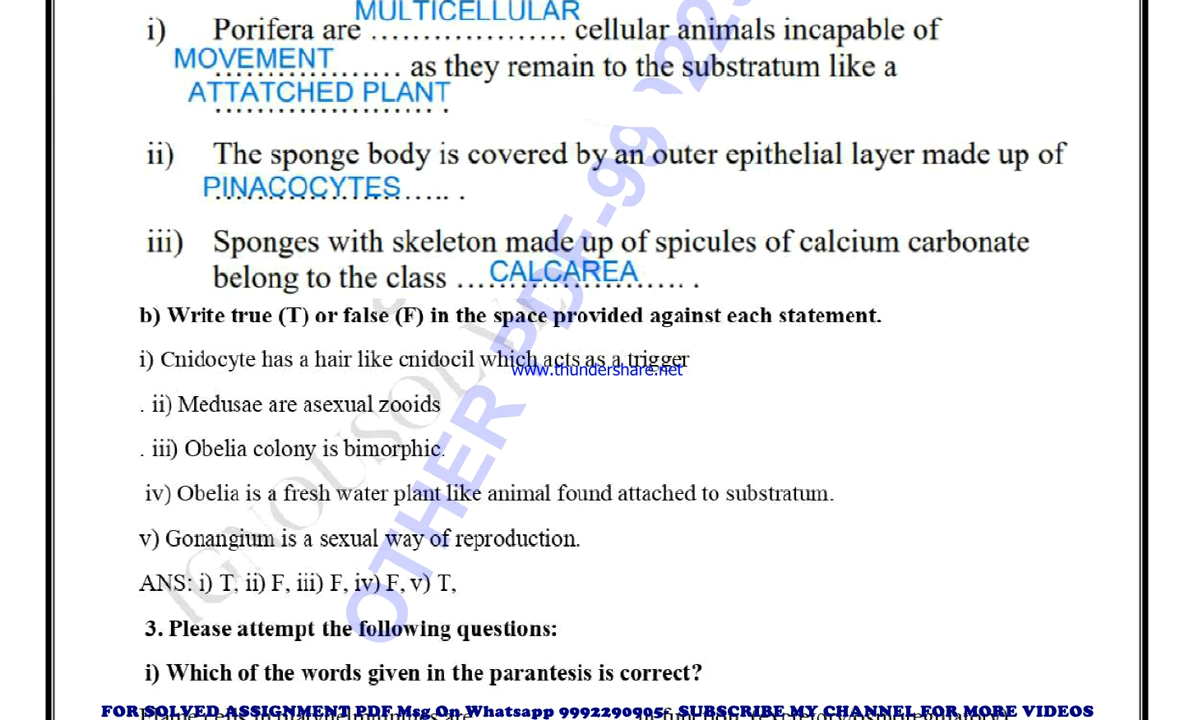 MULTICELLULAR
i) Porifera are .................... cellular animals incapable of
MOVEMENT
.................. as they remain to the substratum like a
ATTATCHED PLANT
...................... .
ii) The sponge body is covered by an outer epithelial layer made up of
PINACOCYTES
....................... .
iii) Sponges with skeleton made up of spicules of calcium carbonate
CALCAREA
belong to the class ....................... .
b) Write true (T) or false (F) in the space provided against each statement.
i) Cnidocyte has a hair like cnidocil which acts as a trigger
www.thundershare.net
. ii) Medusae are asexual zooids
. iii) Obelia colony is bimorphic.
iv) Obelia is a fresh water plant like animal found attached to substratum.
v) Gonangium is a sexual way of reproduction.
ANS: i) T, ii) F, iii) F, iv) F, v) T,
3. Please attempt the following questions:
i) Which of the words given in the parantesis is correct?
FOR SOLVED ASSIGNMENT PDF Msg On Whatsapp 9992290905, SUBSCRIBE MY CHANNEL FOR MORE VIDEOS
OTHER PDF-99